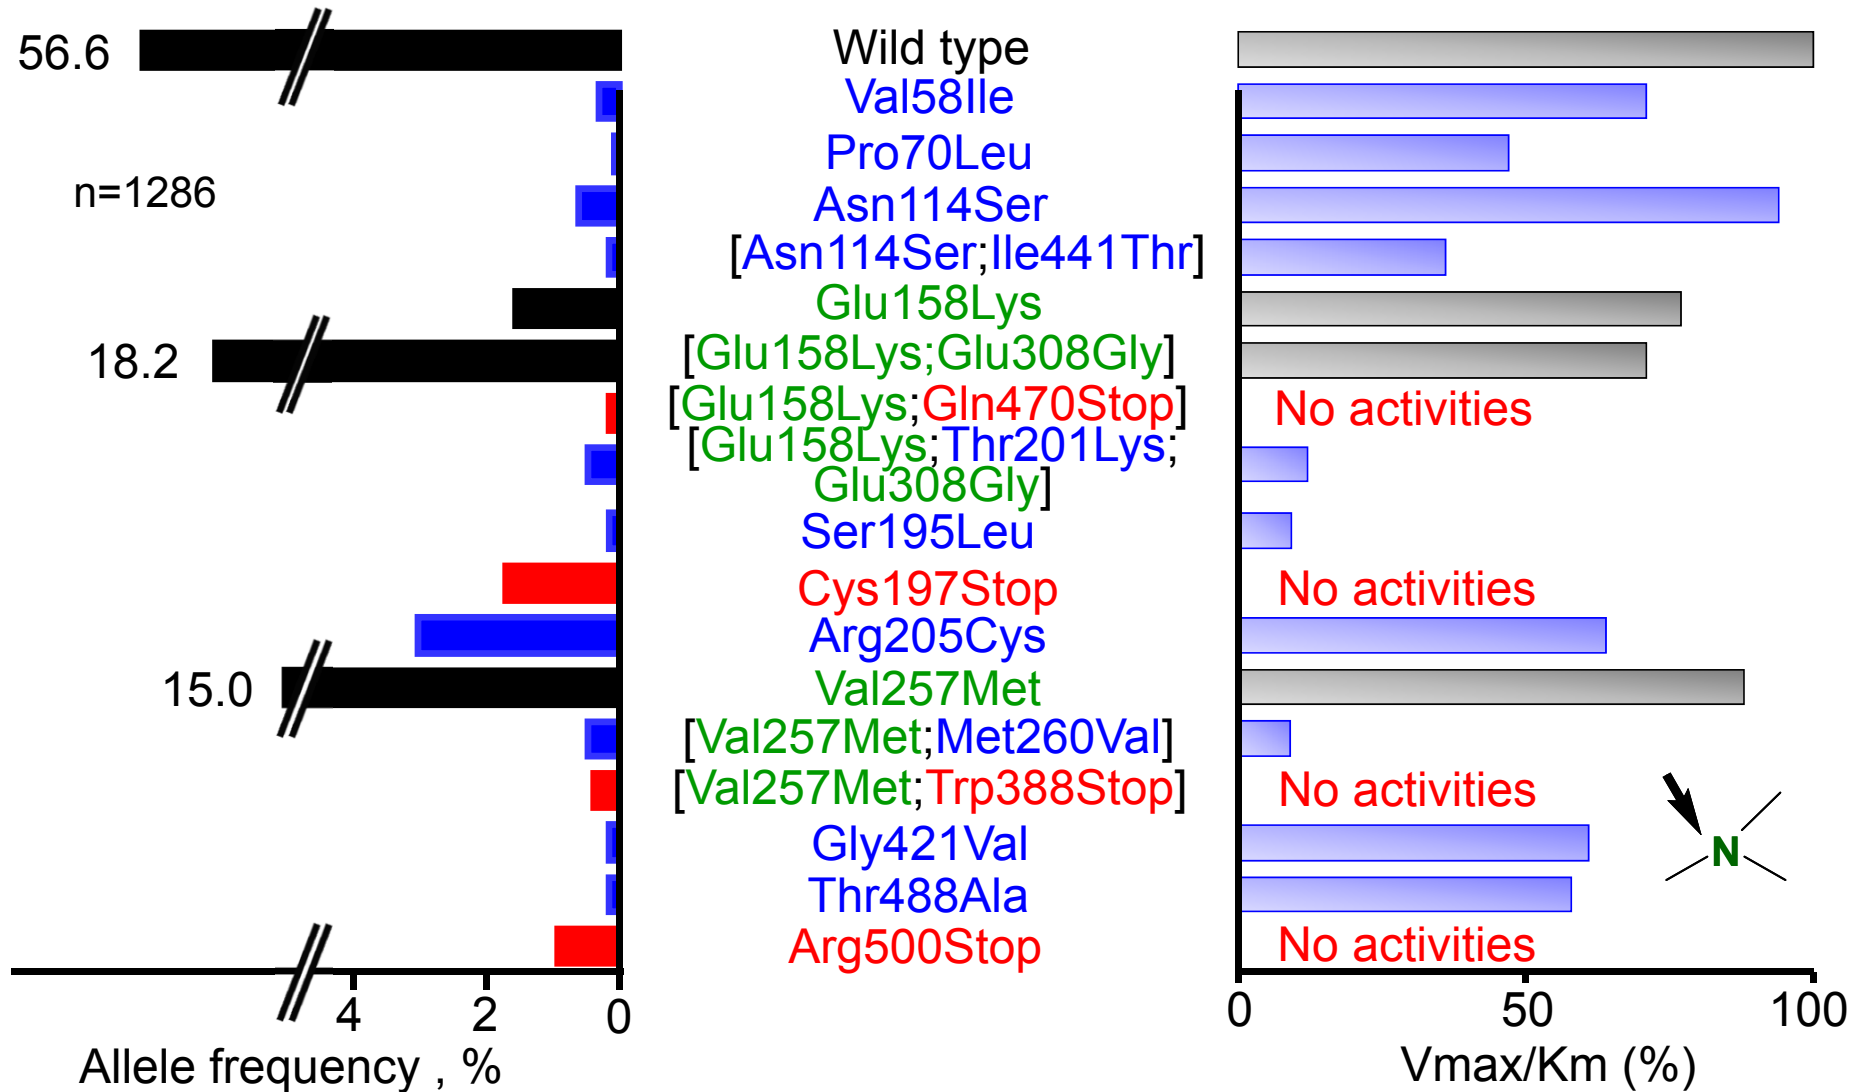 56.6 Wild type
Val58Ile
Pro70Leu
n=1286
Asn114Ser
[Asn114Ser;Ile441Thr]
Glu158Lys
18.2 [Glu158Lys;Glu308Gly]
[Glu158Lys;Gln470Stop] No activities
[Glu158Lys;Thr201Lys;
Glu308Gly]
Ser195Leu
Cys197Stop No activities
Arg205Cys
15.0 Val257Met
[Val257Met;Met260Val]
[Val257Met;Trp388Stop] No activities
Gly421Val
N
Thr488Ala
Arg500Stop No activities
4 2 0 0 50 100
Allele frequency , % Vmax/Km (%)